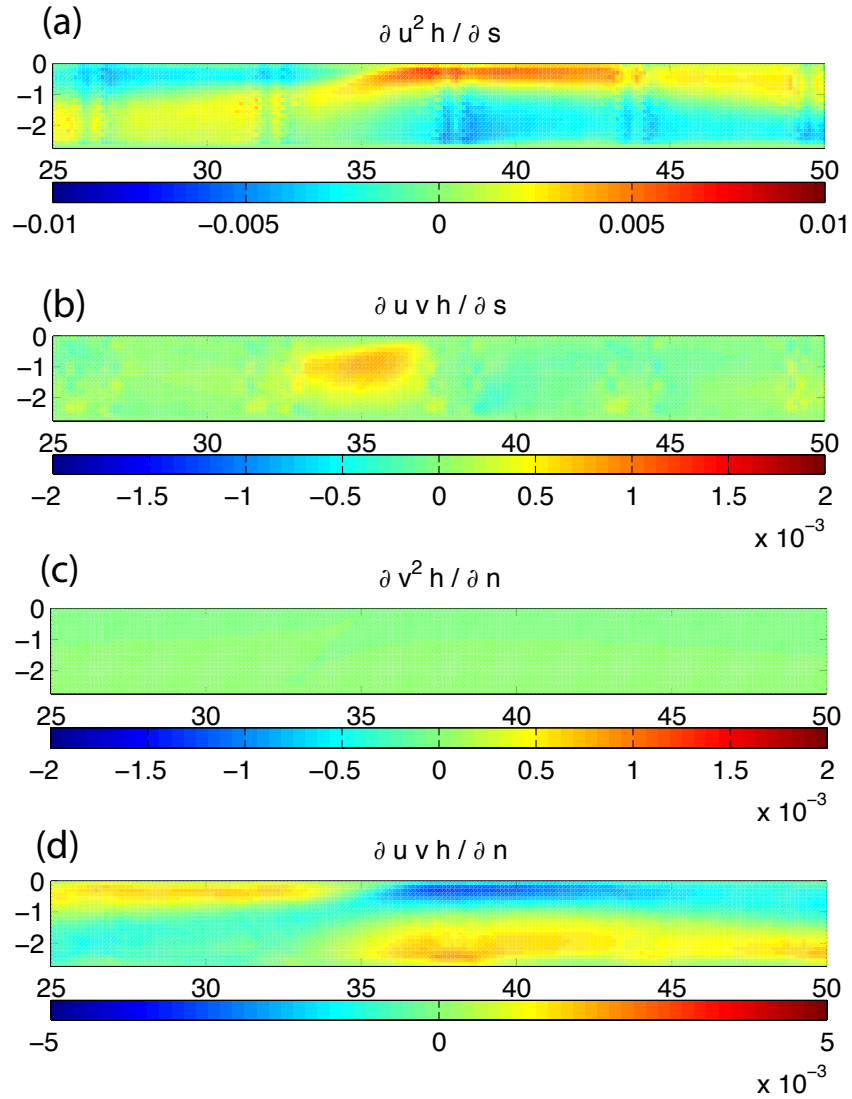 (a)
∂ u² h / ∂ s
0
−1
−2
25 30 35 40 45 50
−0.01 −0.005 0 0.005 0.01
(b)
∂ u v h / ∂ s
0
−1
−2
25 30 35 40 45 50
−2 −1.5 −1 −0.5 0 0.5 1 1.5 2
x 10⁻³
(c)
∂ v² h / ∂ n
0
−1
−2
25 30 35 40 45 50
−2 −1.5 −1 −0.5 0 0.5 1 1.5 2
x 10⁻³
(d)
∂ u v h / ∂ n
0
−1
−2
25 30 35 40 45 50
−5 0 5
x 10⁻³